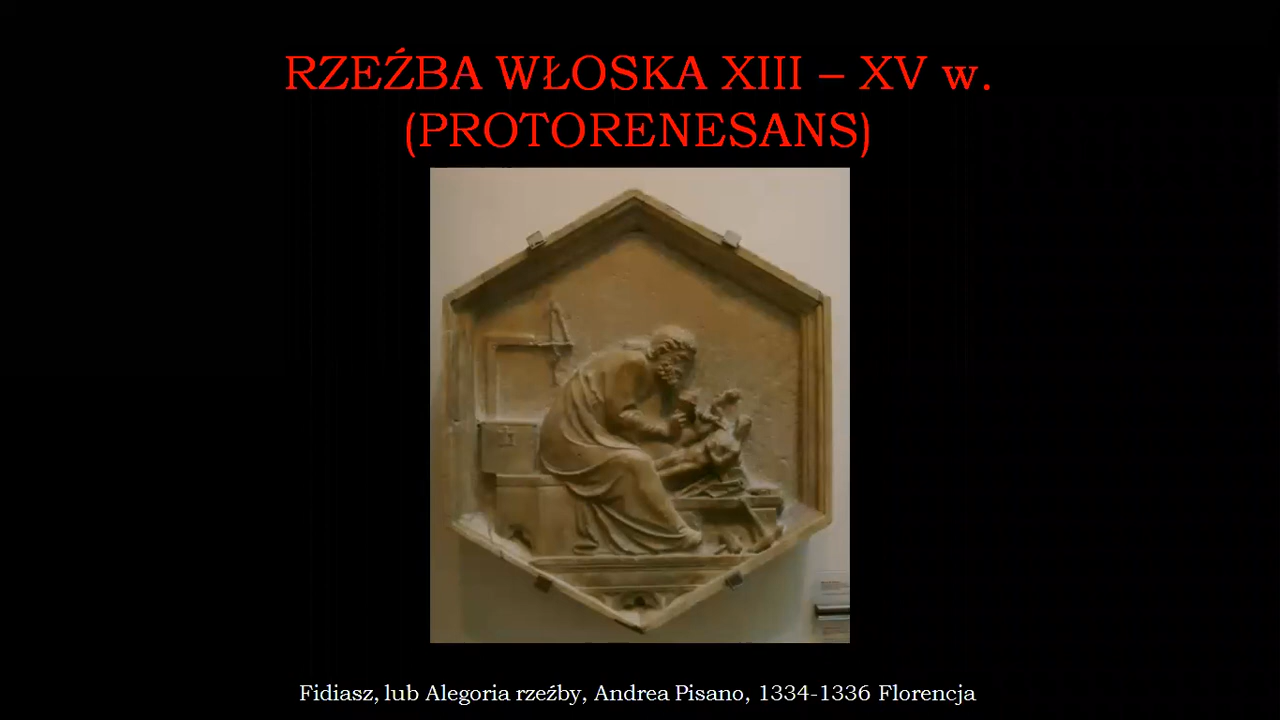 RZEŹBA WŁOSKA XIII – XV w.
(PROTORENESANS)
Fidiasz, lub Alegoria rzeźby, Andrea Pisano, 1334-1336 Florencja